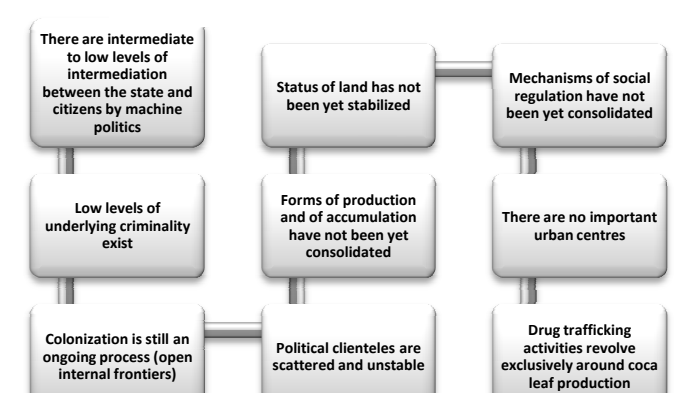 There are intermediate
to low levels of
intermediation
between the state and
citizens by machine
politics
Low levels of
underlying criminality
exist
Colonization is still an
ongoing process (open
internal frontiers)
Political clienteles are
scattered and unstable
Forms of production
and of accumulation
have not been yet
consolidated
Status of land has not
been yet stabilized
Mechanisms of social
regulation have not
been yet consolidated
There are no important
urban centres
Drug trafficking
activities revolve
exclusively around coca
leaf production